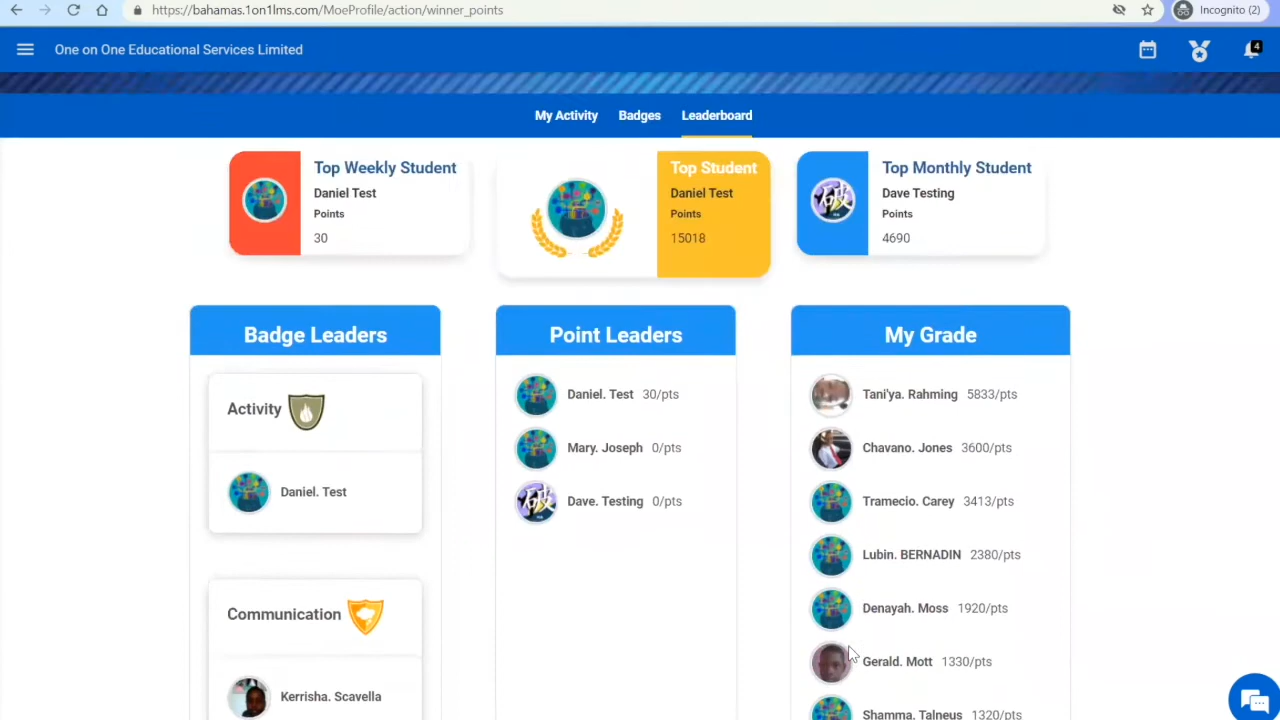 https://bahamas.1on1lms.com/MoeProfile/action/winner_points
Incognito (2)
One on One Educational Services Limited
4
My Activity Badges Leaderboard
Top Weekly Student
Daniel Test
Points
30
Top Student
Daniel Test
Points
15018
破
Top Monthly Student
Dave Testing
Points
4690
Badge Leaders
Activity
Daniel. Test
Communication
Kerrisha. Scavella
Point Leaders
Daniel. Test 30/pts
Mary. Joseph 0/pts
破
Dave. Testing 0/pts
My Grade
Tani'ya. Rahming 5833/pts
Chavano. Jones 3600/pts
Tramecio. Carey 3413/pts
Lubin. BERNADIN 2380/pts
Denayah. Moss 1920/pts
Gerald. Mott 1330/pts
Shamma. Talneus 1320/pts